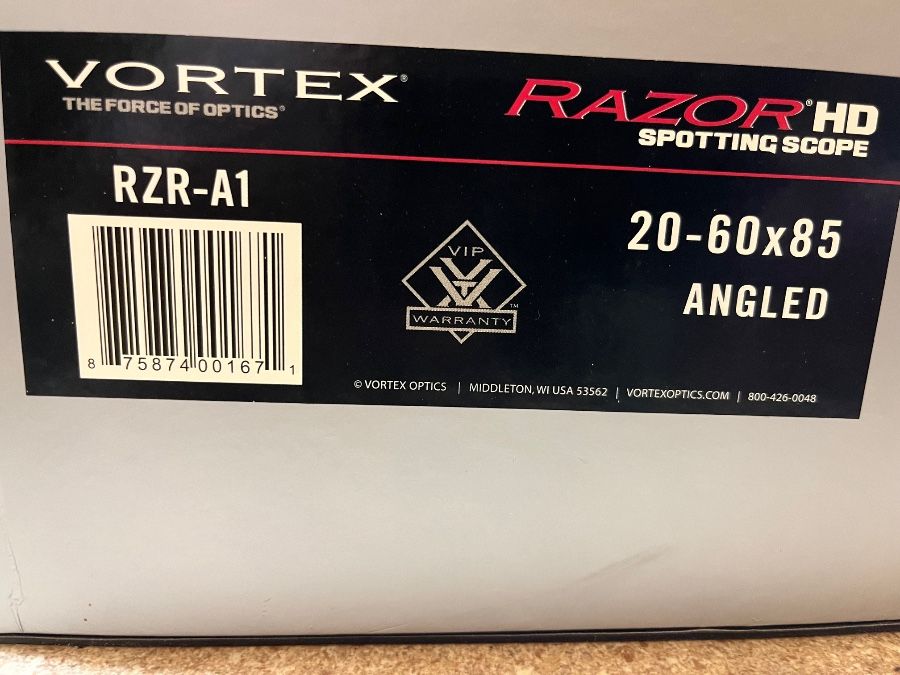 VORTEX®
THE FORCE OF OPTICS®
RAZOR® HD
SPOTTING SCOPE
RZR-A1
8 75874 00167 1
VIP
WARRANTY™
20-60x85
ANGLED
© VORTEX OPTICS | MIDDLETON, WI USA 53562 | VORTEXOPTICS.COM | 800-426-0048